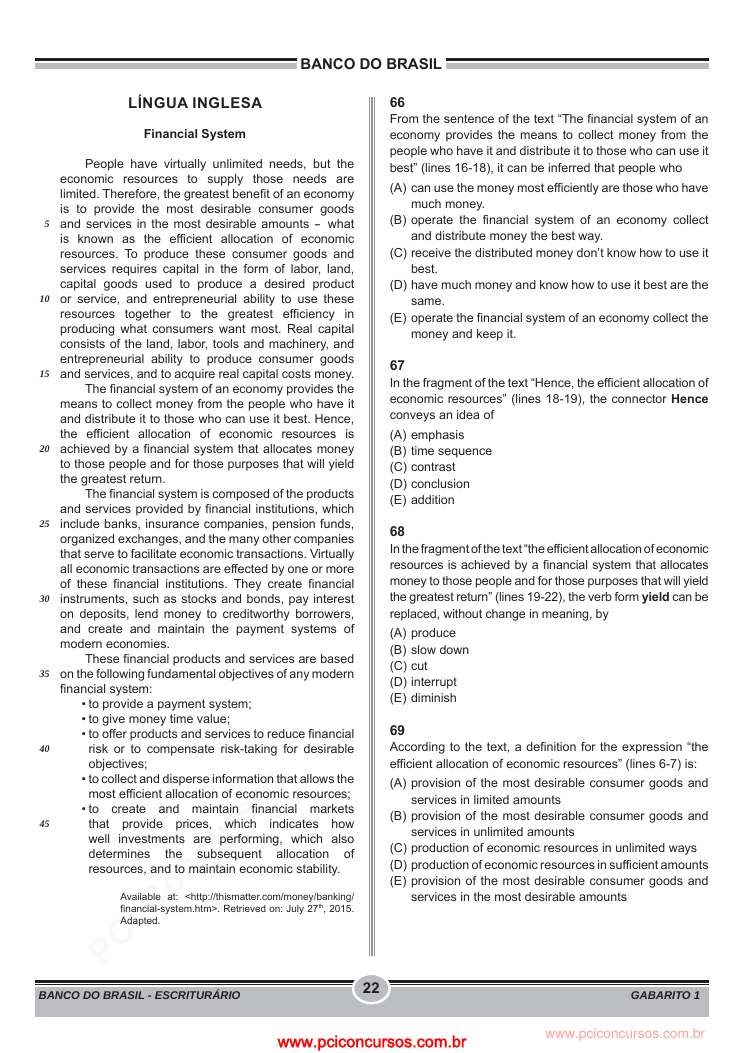 BANCO DO BRASIL
LÍNGUA INGLESA
Financial System
People have virtually unlimited needs, but the
economic resources to supply those needs are
limited. Therefore, the greatest benefit of an economy
is to provide the most desirable consumer goods
5 and services in the most desirable amounts – what
is known as the efficient allocation of economic
resources. To produce these consumer goods and
services requires capital in the form of labor, land,
capital goods used to produce a desired product
10 or service, and entrepreneurial ability to use these
resources together to the greatest efficiency in
producing what consumers want most. Real capital
consists of the land, labor, tools and machinery, and
entrepreneurial ability to produce consumer goods
15 and services, and to acquire real capital costs money.
The financial system of an economy provides the
means to collect money from the people who have it
and distribute it to those who can use it best. Hence,
the efficient allocation of economic resources is
20 achieved by a financial system that allocates money
to those people and for those purposes that will yield
the greatest return.
The financial system is composed of the products
and services provided by financial institutions, which
25 include banks, insurance companies, pension funds,
organized exchanges, and the many other companies
that serve to facilitate economic transactions. Virtually
all economic transactions are effected by one or more
of these financial institutions. They create financial
30 instruments, such as stocks and bonds, pay interest
on deposits, lend money to creditworthy borrowers,
and create and maintain the payment systems of
modern economies.
These financial products and services are based
35 on the following fundamental objectives of any modern
financial system:
• to provide a payment system;
• to give money time value;
• to offer products and services to reduce financial
40 risk or to compensate risk-taking for desirable
objectives;
• to collect and disperse information that allows the
most efficient allocation of economic resources;
• to create and maintain financial markets
45 that provide prices, which indicates how
well investments are performing, which also
determines the subsequent allocation of
resources, and to maintain economic stability.
Available at: <http://thismatter.com/money/banking/
financial-system.htm>. Retrieved on: July 27th, 2015.
Adapted.
66
From the sentence of the text “The financial system of an
economy provides the means to collect money from the
people who have it and distribute it to those who can use it
best” (lines 16-18), it can be inferred that people who
(A) can use the money most efficiently are those who have
much money.
(B) operate the financial system of an economy collect
and distribute money the best way.
(C) receive the distributed money don’t know how to use it
best.
(D) have much money and know how to use it best are the
same.
(E) operate the financial system of an economy collect the
money and keep it.
67
In the fragment of the text “Hence, the efficient allocation of
economic resources” (lines 18-19), the connector Hence
conveys an idea of
(A) emphasis
(B) time sequence
(C) contrast
(D) conclusion
(E) addition
68
In the fragment of the text “the efficient allocation of economic
resources is achieved by a financial system that allocates
money to those people and for those purposes that will yield
the greatest return” (lines 19-22), the verb form yield can be
replaced, without change in meaning, by
(A) produce
(B) slow down
(C) cut
(D) interrupt
(E) diminish
69
According to the text, a definition for the expression “the
efficient allocation of economic resources” (lines 6-7) is:
(A) provision of the most desirable consumer goods and
services in limited amounts
(B) provision of the most desirable consumer goods and
services in unlimited amounts
(C) production of economic resources in unlimited ways
(D) production of economic resources in sufficient amounts
(E) provision of the most desirable consumer goods and
services in the most desirable amounts
BANCO DO BRASIL - ESCRITURÁRIO
22
GABARITO 1
www.pciconcursos.com.br
www.pciconcursos.com.br